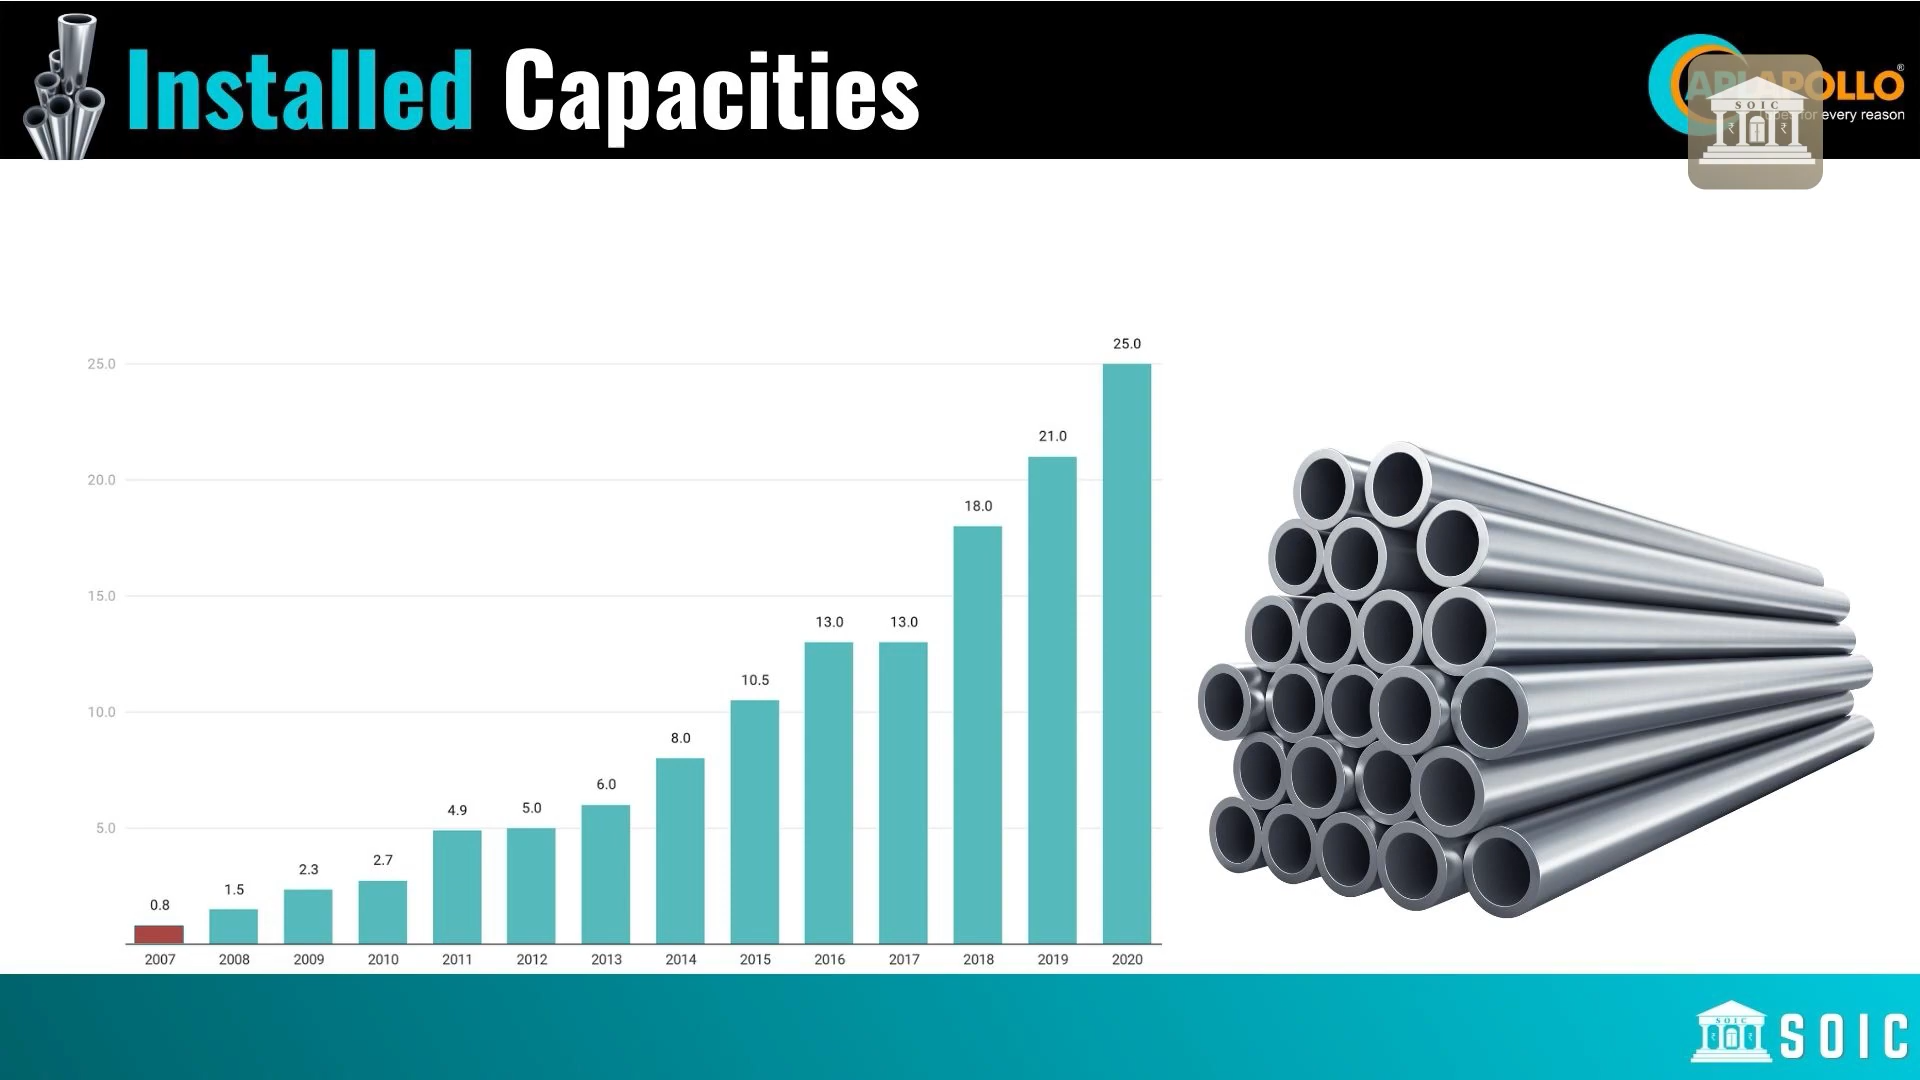 Installed Capacities
APOLLO®
for every reason
SOIC
25.0
25.0
21.0
20.0
18.0
15.0
13.0
13.0
10.5
10.0
8.0
6.0
5.0
4.9
5.0
2.7
2.3
1.5
0.8
2007 2008 2009 2010 2011 2012 2013 2014 2015 2016 2017 2018 2019 2020
SOIC
SOIC